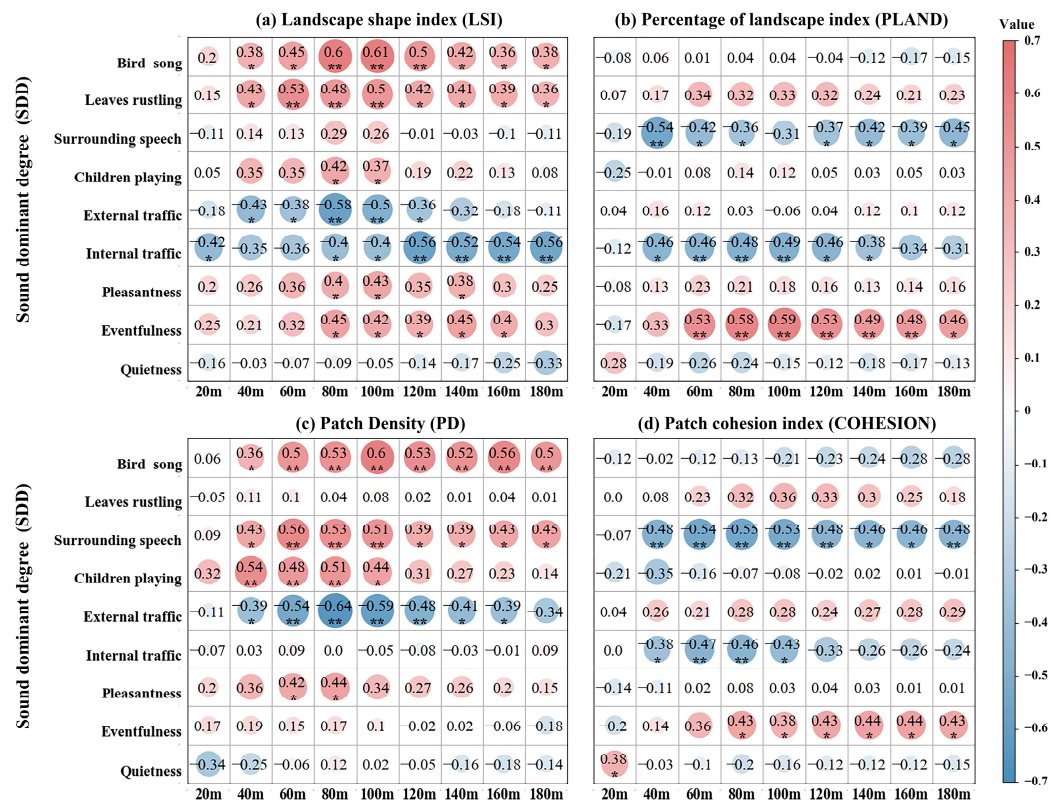 (a) Landscape shape index (LSI)
(b) Percentage of landscape index (PLAND)
Value
Sound dominant degree (SDD)
Bird song 0.2 0.38 * 0.45 * 0.6 ** 0.61 ** 0.5 ** 0.42 * 0.36 * 0.38 * −0.08 0.06 0.01 0.04 0.04 −0.04 −0.12 −0.17 −0.15
Leaves rustling 0.15 0.43 * 0.53 ** 0.48 ** 0.5 ** 0.42 * 0.41 * 0.39 * 0.36 * 0.07 0.17 0.34 0.32 0.33 0.32 0.24 0.21 0.23
Surrounding speech −0.11 0.14 0.13 0.29 0.26 −0.01 −0.03 −0.1 −0.11 −0.19 −0.54 ** −0.42 * −0.36 * −0.31 −0.37 * −0.42 * −0.39 * −0.45 *
Children playing 0.05 0.35 0.35 0.42 * 0.37 * 0.19 0.22 0.13 0.08 −0.25 −0.01 0.08 0.14 0.12 0.05 0.03 0.05 0.03
External traffic −0.18 −0.43 * −0.38 * −0.58 ** −0.5 ** −0.36 * −0.32 −0.18 −0.11 0.04 0.16 0.12 0.03 −0.06 0.04 0.12 0.1 0.12
Internal traffic −0.42 * −0.35 −0.36 −0.4 * −0.4 * −0.56 ** −0.52 ** −0.54 ** −0.56 ** −0.12 −0.46 * −0.46 ** −0.48 ** −0.49 ** −0.46 * −0.38 * −0.34 −0.31
Pleasantness 0.2 0.26 0.36 0.4 * 0.43 * 0.35 0.38 * 0.3 0.25 −0.08 0.13 0.23 0.21 0.18 0.16 0.13 0.14 0.16
Eventfulness 0.25 0.21 0.32 0.45 * 0.42 * 0.39 * 0.45 * 0.4 * 0.3 −0.17 0.33 0.53 ** 0.58 ** 0.59 ** 0.53 ** 0.49 ** 0.48 ** 0.46 *
Quietness −0.16 −0.03 −0.07 −0.09 −0.05 −0.14 −0.17 −0.25 −0.33 0.28 −0.19 −0.26 −0.24 −0.15 −0.12 −0.18 −0.17 −0.13
20m 40m 60m 80m 100m 120m 140m 160m 180m 20m 40m 60m 80m 100m 120m 140m 160m 180m
(c) Patch Density (PD)
(d) Patch cohesion index (COHESION)
Sound dominant degree (SDD)
Bird song 0.06 0.36 * 0.5 ** 0.53 ** 0.6 ** 0.53 ** 0.52 ** 0.56 ** 0.5 ** −0.12 −0.02 −0.12 −0.13 −0.21 −0.23 −0.24 −0.28 −0.28
Leaves rustling −0.05 0.11 0.1 0.04 0.08 0.02 0.01 0.04 0.01 0.0 0.08 0.23 0.32 0.36 0.33 0.3 0.25 0.18
Surrounding speech 0.09 0.43 * 0.56 ** 0.53 ** 0.51 ** 0.39 * 0.39 * 0.43 * 0.45 * −0.07 −0.48 ** −0.54 ** −0.55 ** −0.53 ** −0.48 ** −0.46 * −0.46 * −0.48 **
Children playing 0.32 0.54 ** 0.48 ** 0.51 ** 0.44 * 0.31 0.27 0.23 0.14 −0.21 −0.35 −0.16 −0.07 −0.08 −0.02 0.02 0.01 −0.01
External traffic −0.11 −0.39 * −0.54 ** −0.64 ** −0.59 ** −0.48 ** −0.41 * −0.39 * −0.34 0.04 0.26 0.21 0.28 0.28 0.24 0.27 0.28 0.29
Internal traffic −0.07 0.03 0.09 0.0 −0.05 −0.08 −0.03 −0.01 0.09 0.0 −0.38 * −0.47 ** −0.46 ** −0.43 * −0.33 −0.26 −0.26 −0.24
Pleasantness 0.2 0.36 0.42 * 0.44 * 0.34 0.27 0.26 0.2 0.15 −0.14 −0.11 0.02 0.08 0.03 0.04 0.03 0.01 0.01
Eventfulness 0.17 0.19 0.15 0.17 0.1 −0.02 0.02 −0.06 −0.18 −0.2 0.14 0.36 0.43 * 0.38 * 0.43 * 0.44 * 0.44 * 0.43 *
Quietness −0.34 −0.25 −0.06 0.12 0.02 −0.05 −0.16 −0.18 −0.14 0.38 * −0.03 −0.1 −0.2 −0.16 −0.12 −0.12 −0.12 −0.15
20m 40m 60m 80m 100m 120m 140m 160m 180m 20m 40m 60m 80m 100m 120m 140m 160m 180m
0.7
0.6
0.5
0.4
0.3
0.2
0.1
0
−0.1
−0.2
−0.3
−0.4
−0.5
−0.6
−0.7